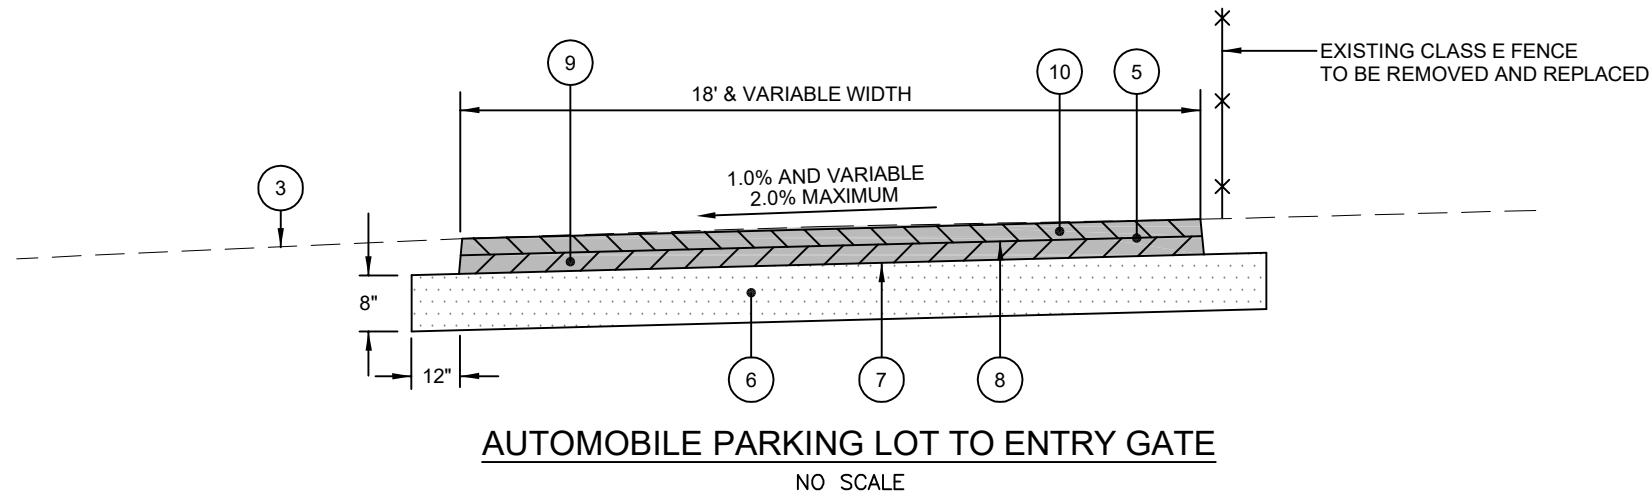 9
10
5
EXISTING CLASS E FENCE
TO BE REMOVED AND REPLACED
18' & VARIABLE WIDTH
3
1.0% AND VARIABLE
2.0% MAXIMUM
8"
12"
6
7
8
AUTOMOBILE PARKING LOT TO ENTRY GATE
NO SCALE